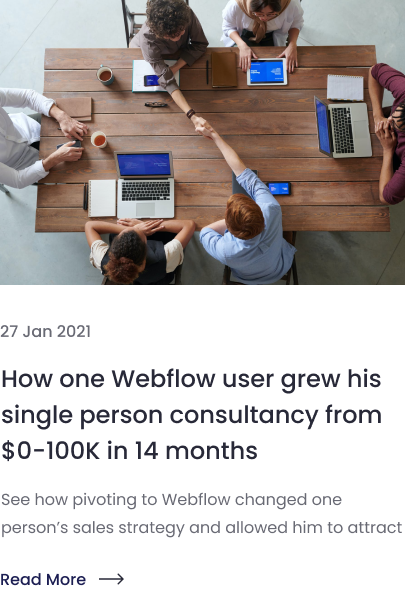 27 Jan 2021
How one Webflow user grew his
single person consultancy from
$0-100K in 14 months
See how pivoting to Webflow changed one
person’s sales strategy and allowed him to attract
Read More